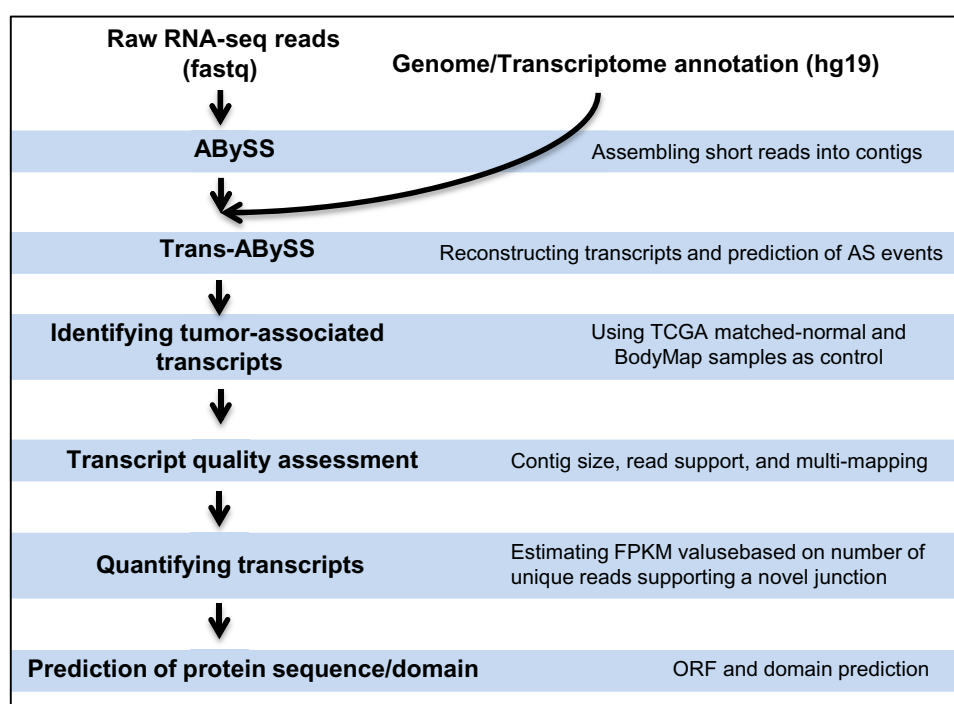 Raw RNA-seq reads
(fastq)
Genome/Transcriptome annotation (hg19)
ABySS
Assembling short reads into contigs
Trans-ABySS
Reconstructing transcripts and prediction of AS events
Identifying tumor-associated
transcripts
Using TCGA matched-normal and
BodyMap samples as control
Transcript quality assessment
Contig size, read support, and multi-mapping
Quantifying transcripts
Estimating FPKM valusebased on number of
unique reads supporting a novel junction
Prediction of protein sequence/domain
ORF and domain prediction